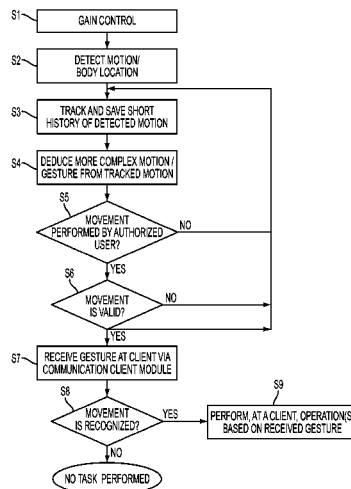 S1
GAIN CONTROL
S2
DETECT MOTION/
BODY LOCATION
S3
TRACK AND SAVE SHORT
HISTORY OF DETECTED MOTION
S4
DEDUCE MORE COMPLEX MOTION /
GESTURE FROM TRACKED MOTION
S5
MOVEMENT
PERFORMED BY AUTHORIZED
USER?
NO
YES
S6
MOVEMENT
IS VALID?
NO
YES
S7
RECEIVE GESTURE AT CLIENT VIA
COMMUNICATION CLIENT MODULE
S8
MOVEMENT
IS RECOGNIZED?
YES
S9
PERFORM, AT A CLIENT, OPERATION(S)
BASED ON RECEIVED GESTURE
NO
NO TASK PERFORMED